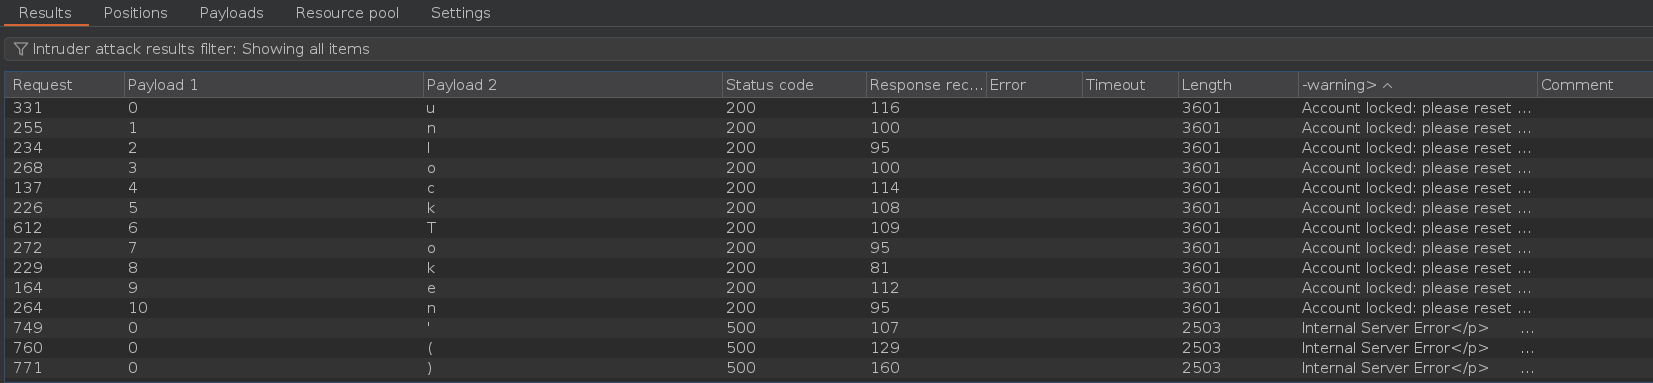 Results Positions Payloads Resource pool Settings
Intruder attack results filter: Showing all items
Request Payload 1 Payload 2 Status code Response rec... Error Timeout Length -warning> Comment
331 0 u 200 116 3601 Account locked: please reset ...
255 1 n 200 100 3601 Account locked: please reset ...
234 2 l 200 95 3601 Account locked: please reset ...
268 3 o 200 100 3601 Account locked: please reset ...
137 4 c 200 114 3601 Account locked: please reset ...
226 5 k 200 108 3601 Account locked: please reset ...
612 6 T 200 109 3601 Account locked: please reset ...
272 7 o 200 95 3601 Account locked: please reset ...
229 8 k 200 81 3601 Account locked: please reset ...
164 9 e 200 112 3601 Account locked: please reset ...
264 10 n 200 95 3601 Account locked: please reset ...
749 0 ' 500 107 2503 Internal Server Error</p> ...
760 0 ( 500 129 2503 Internal Server Error</p> ...
771 0 ) 500 160 2503 Internal Server Error</p> ...